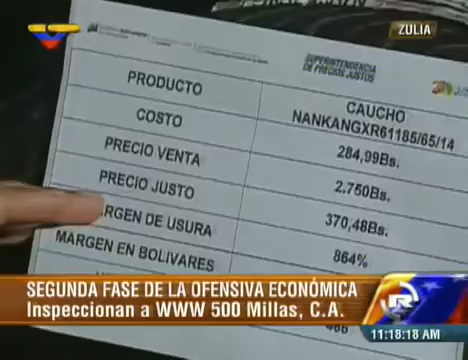 VTV
ZULIA
SUPERINTENDENCIA
DE PRECIOS JUSTOS
PRODUCTO
CAUCHO
NANKANGXR61185/65/14
COSTO
284,99Bs.
PRECIO VENTA
2.750Bs.
PRECIO JUSTO
370,48Bs.
ARGEN DE USURA
864%
MARGEN EN BOLIVARES
SEGUNDA FASE DE LA OFENSIVA ECONÓMICA
Inspeccionan a WWW 500 Millas, C.A.
11:18:18 AM